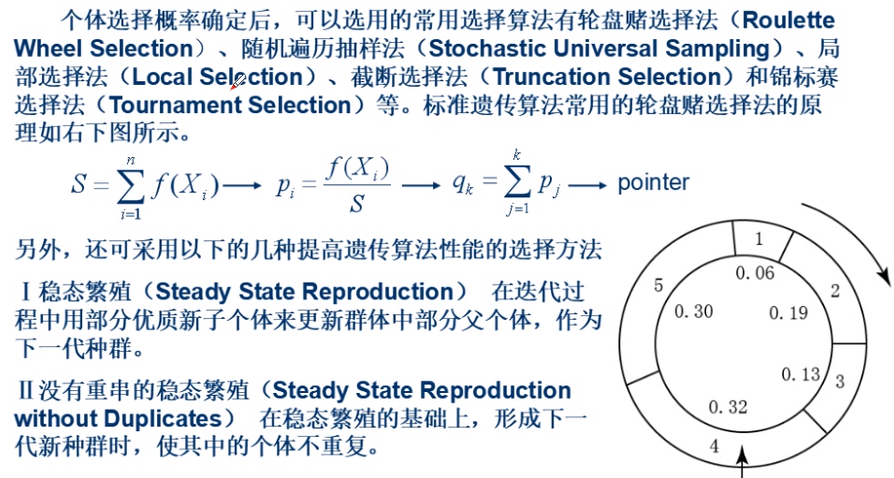 个体选择概率确定后，可以选用的常用选择算法有轮盘赌选择法（Roulette
Wheel Selection）、随机遍历抽样法（Stochastic Universal Sampling）、局
部选择法（Local Selection）、截断选择法（Truncation Selection）和锦标赛
选择法（Tournament Selection）等。标准遗传算法常用的轮盘赌选择法的原
理如右下图所示。
S = ∑_{i=1}^{n} f(X_i) → p_i = f(X_i)/S → q_k = ∑_{j=1}^{k} p_j → pointer
另外，还可采用以下的几种提高遗传算法性能的选择方法
Ⅰ稳态繁殖（Steady State Reproduction） 在迭代过
程中用部分优质新子个体来更新群体中部分父个体，作为
下一代种群。
Ⅱ没有重串的稳态繁殖（Steady State Reproduction
without Duplicates） 在稳态繁殖的基础上，形成下一
代新种群时，使其中的个体不重复。
1
0.06
2
0.19
3
0.13
4
0.32
5
0.30